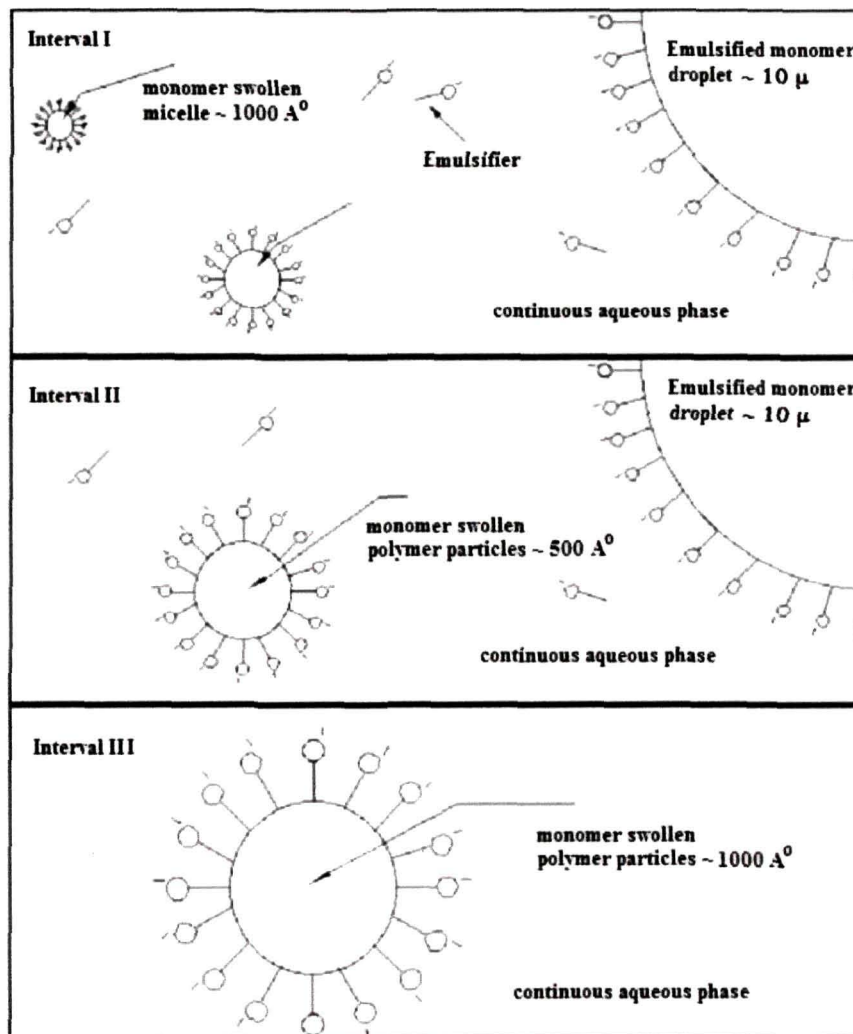 Interval I
monomer swollen
micelle ~ 1000 A⁰
Emulsifier
Emulsified monomer
droplet ~ 10 µ
continuous aqueous phase
Interval II
Emulsified monomer
droplet ~ 10 µ
monomer swollen
polymer particles ~ 500 A⁰
continuous aqueous phase
Interval III
monomer swollen
polymer particles ~ 1000 A⁰
continuous aqueous phase